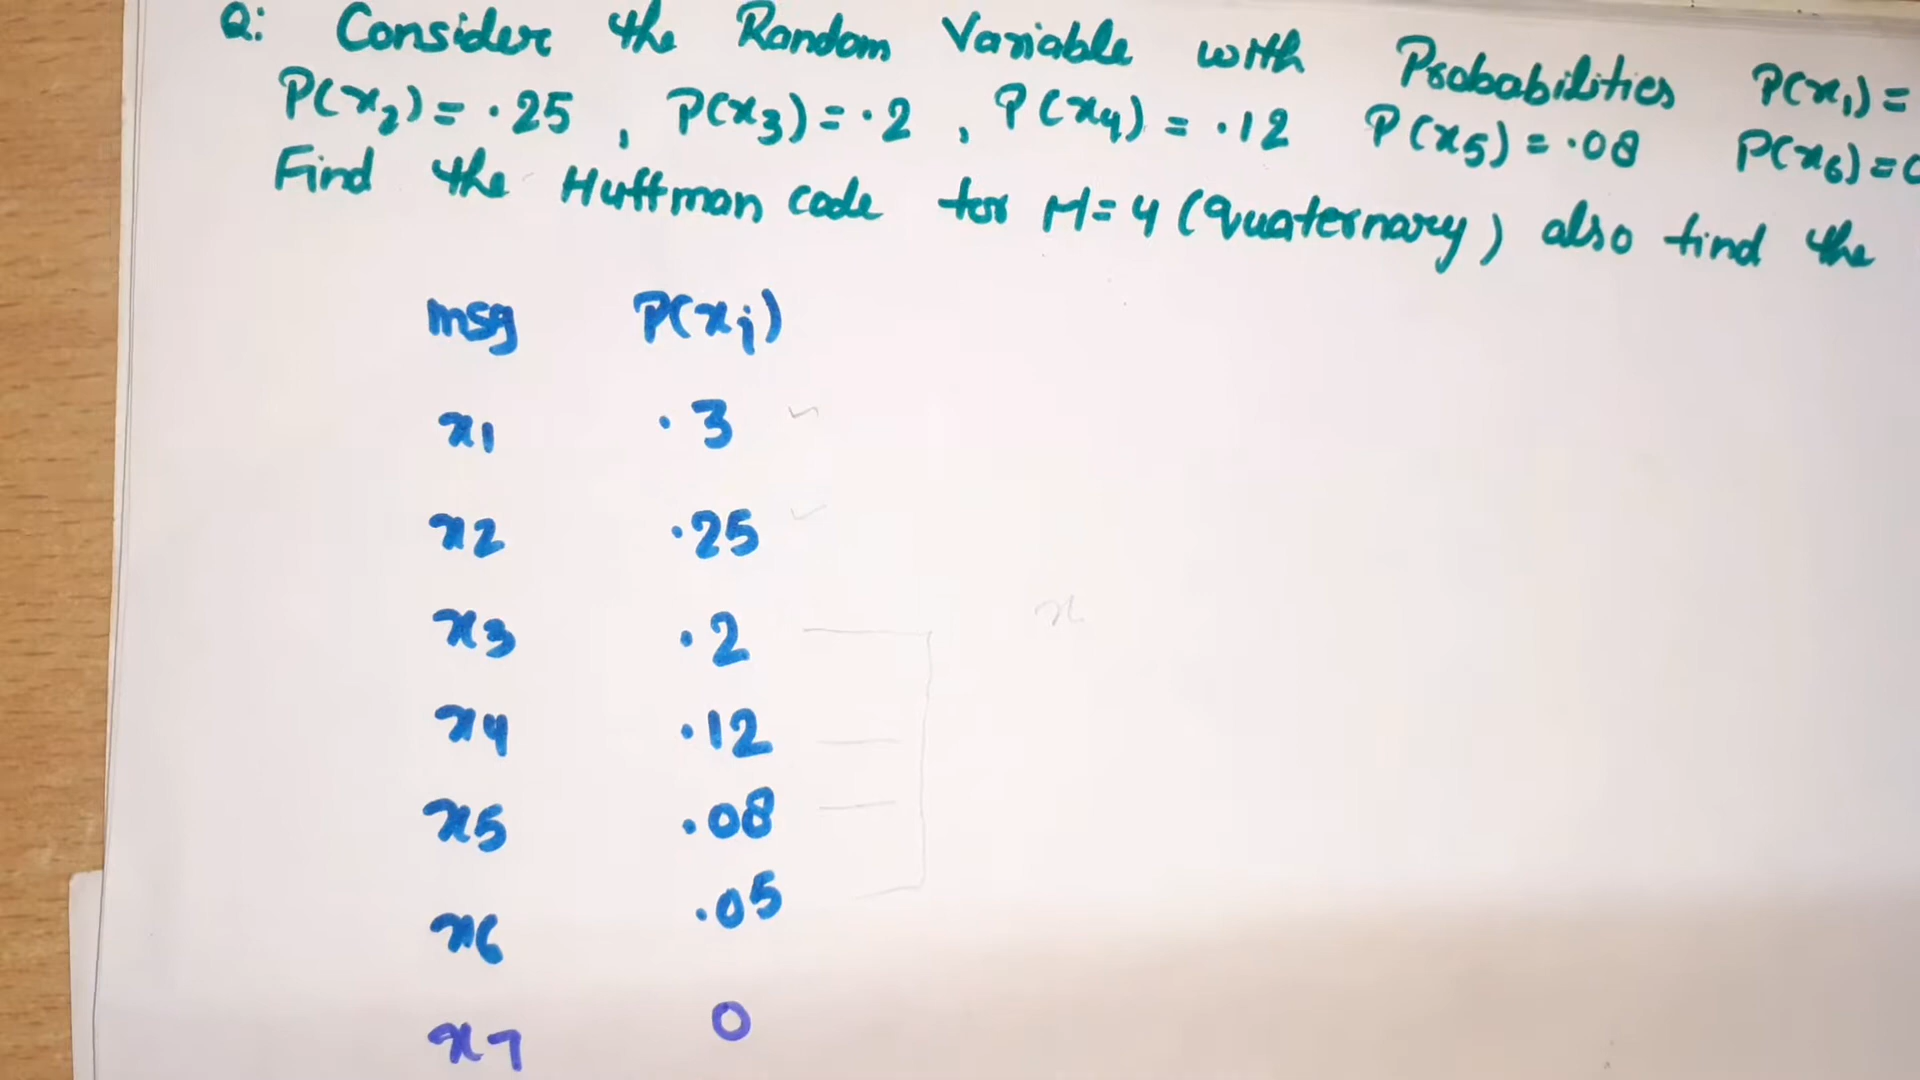 Q: Consider the Random Variable with Probabilities P(x1) =
P(x2) = .25 , P(x3) = .2 , P(x4) = .12 P(x5) = .08 P(x6) = 0
Find the Huffman code for M = 4 (Quaternary) also find the
msg P(xi)
x1 .3
x2 .25
x3 .2
x4 .12
x5 .08
x6 .05
x7 0
x